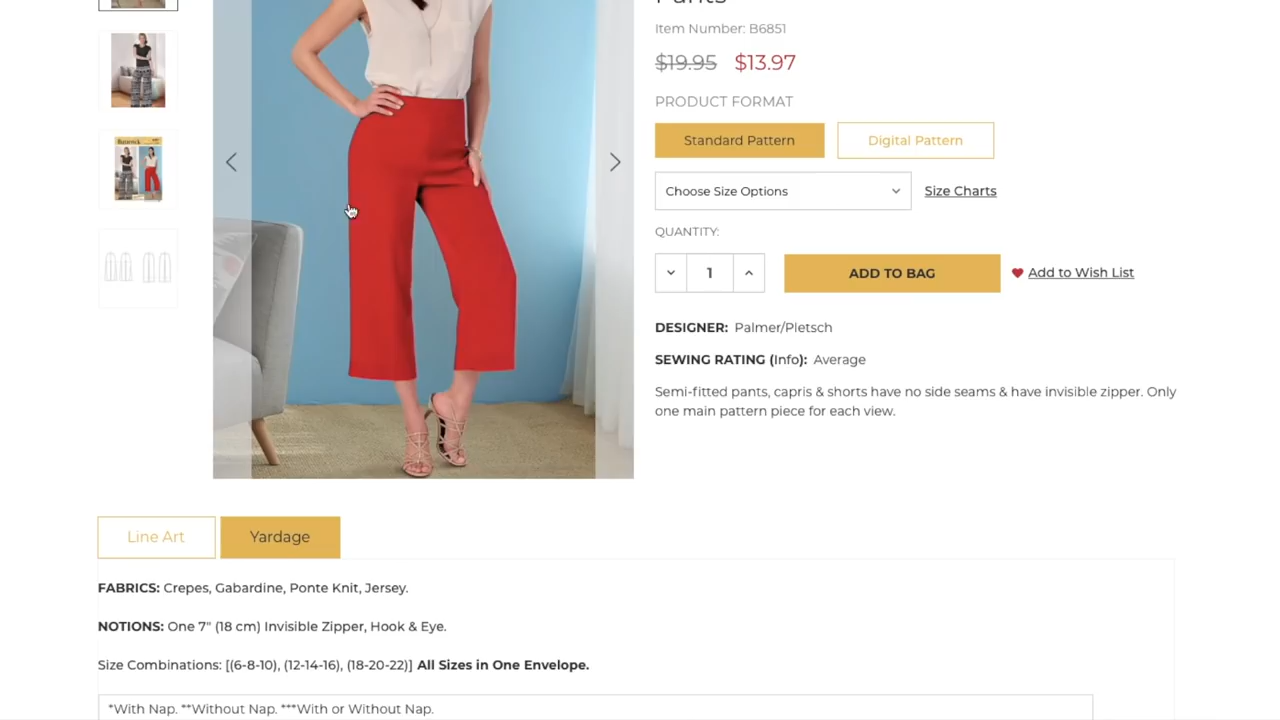 Pants
Item Number: B6851
$19.95 $13.97
PRODUCT FORMAT
Standard Pattern
Digital Pattern
Choose Size Options
Size Charts
QUANTITY:
1
ADD TO BAG
Add to Wish List
DESIGNER: Palmer/Pletsch
SEWING RATING (Info): Average
Semi-fitted pants, capris & shorts have no side seams & have invisible zipper. Only
one main pattern piece for each view.
Line Art
Yardage
FABRICS: Crepes, Gabardine, Ponte Knit, Jersey.
NOTIONS: One 7" (18 cm) Invisible Zipper, Hook & Eye.
Size Combinations: [(6-8-10), (12-14-16), (18-20-22)] All Sizes in One Envelope.
*With Nap. **Without Nap. ***With or Without Nap.